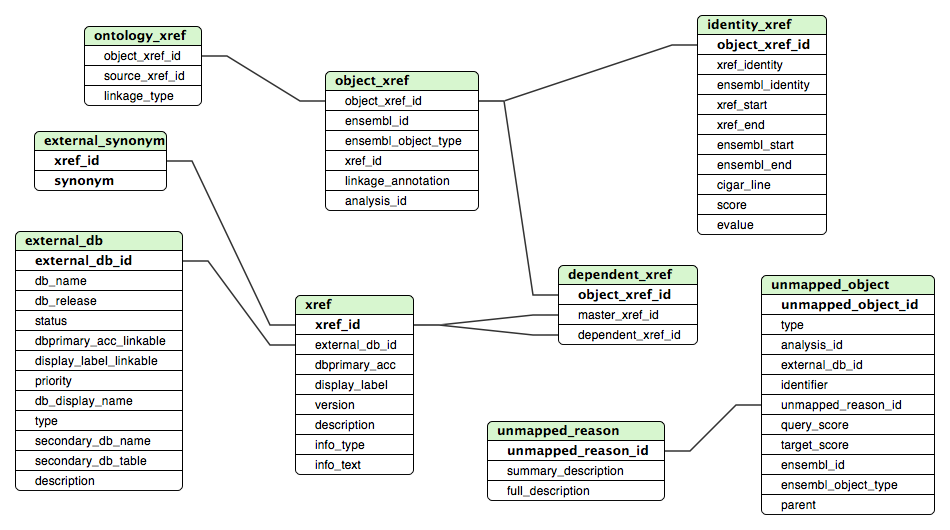 ontology_xref
object_xref_id
source_xref_id
linkage_type
object_xref
object_xref_id
ensembl_id
ensembl_object_type
xref_id
linkage_annotation
analysis_id
identity_xref
object_xref_id
xref_identity
ensembl_identity
xref_start
xref_end
ensembl_start
ensembl_end
cigar_line
score
evalue
external_synonym
xref_id
synonym
external_db
external_db_id
db_name
db_release
status
dbprimary_acc_linkable
display_label_linkable
priority
db_display_name
type
secondary_db_name
secondary_db_table
description
xref
xref_id
external_db_id
dbprimary_acc
display_label
version
description
info_type
info_text
dependent_xref
object_xref_id
master_xref_id
dependent_xref_id
unmapped_reason
unmapped_reason_id
summary_description
full_description
unmapped_object
unmapped_object_id
type
analysis_id
external_db_id
identifier
unmapped_reason_id
query_score
target_score
ensembl_id
ensembl_object_type
parent